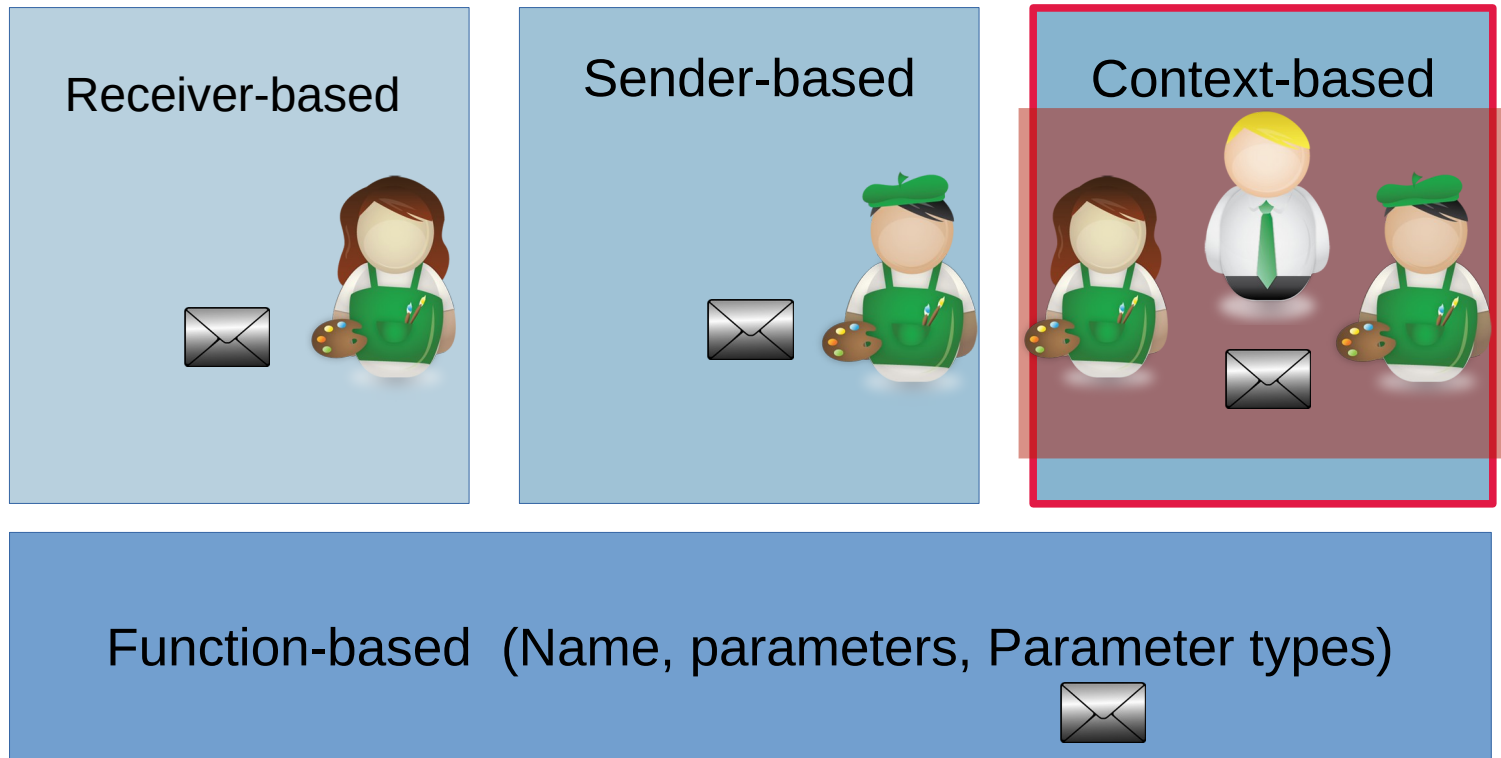 Receiver-based
Sender-based
Context-based
Function-based (Name, parameters, Parameter types)